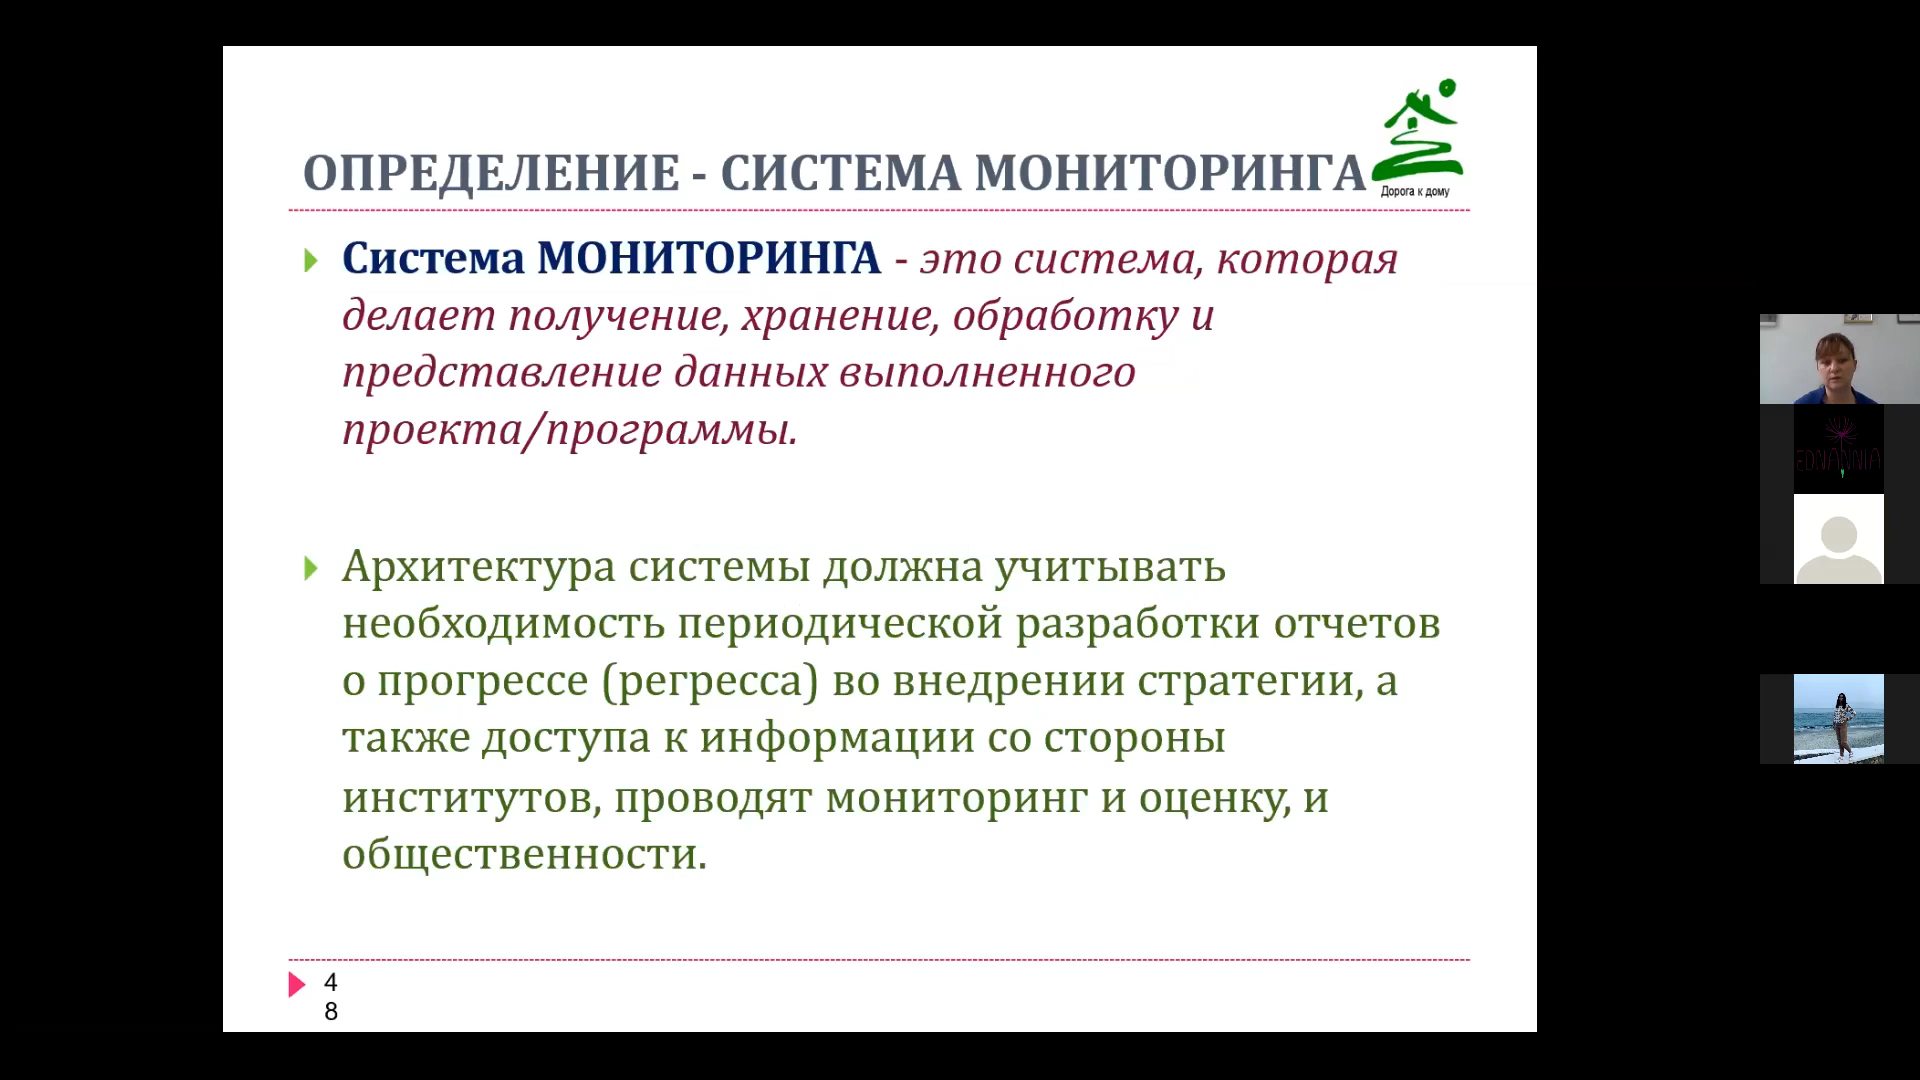 ОПРЕДЕЛЕНИЕ - СИСТЕМА МОНИТОРИНГА
Дорога к дому
Система МОНИТОРИНГА - это система, которая
делает получение, хранение, обработку и
представление данных выполненного
проекта/программы.
Архитектура системы должна учитывать
необходимость периодической разработки отчетов
о прогрессе (регресса) во внедрении стратегии, а
также доступа к информации со стороны
институтов, проводят мониторинг и оценку, и
общественности.
4
8
EDNANNIA